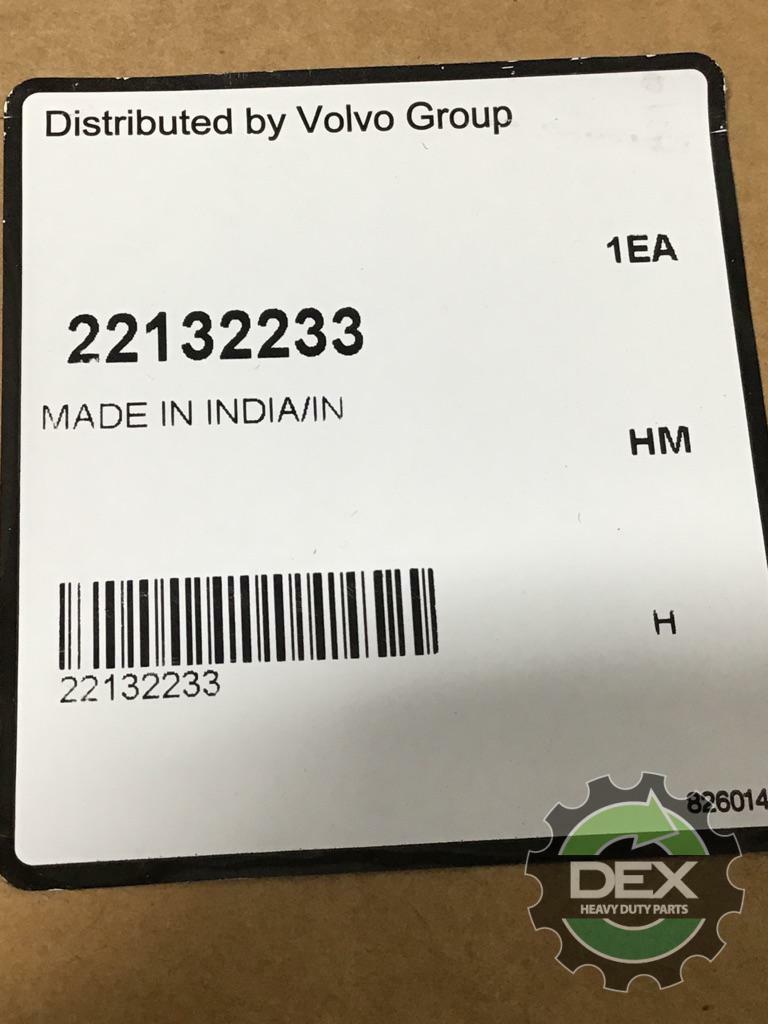 Distributed by Volvo Group
1EA
22132233
MADE IN INDIA/IN
HM
H
22132233
826014
DEX
HEAVY DUTY PARTS